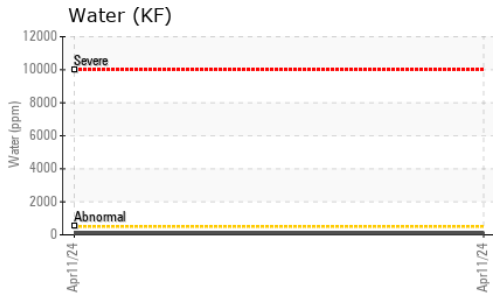 Water (KF)
12000
Severe
10000
8000
Water (ppm)
6000
4000
2000
Abnormal
0
Apr11/24
Apr11/24